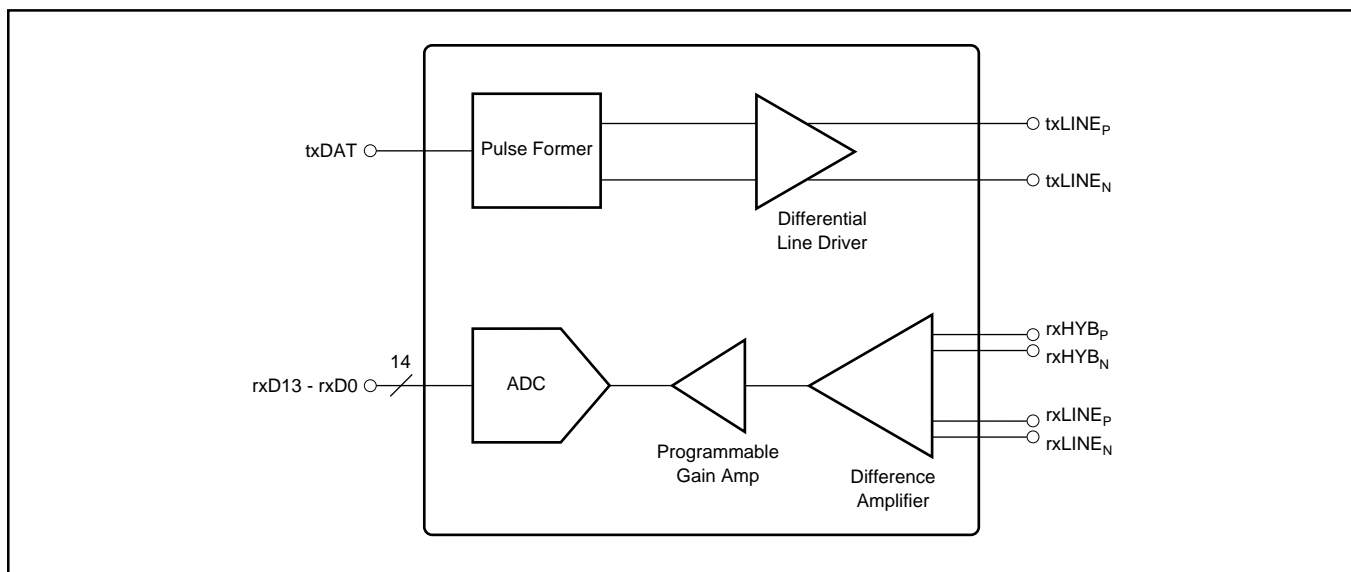 txDAT
Pulse Former
Differential
Line Driver
txLINEP
txLINEN
rxD13 - rxD0
14
ADC
Programmable
Gain Amp
Difference
Amplifier
rxHYBP
rxHYBN
rxLINEP
rxLINEN